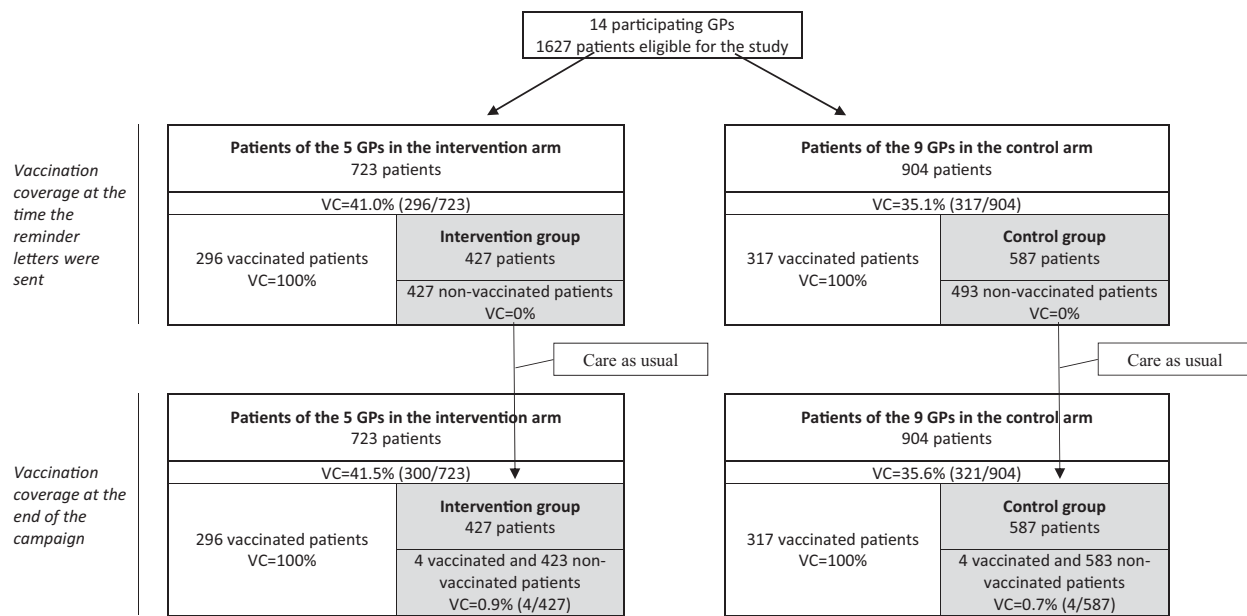 14 participating GPs
1627 patients eligible for the study
Vaccination
coverage at the
time the
reminder
letters were
sent
Patients of the 5 GPs in the intervention arm
723 patients
VC=41.0% (296/723)
296 vaccinated patients
VC=100%
Intervention group
427 patients
427 non-vaccinated patients
VC=0%
Patients of the 9 GPs in the control arm
904 patients
VC=35.1% (317/904)
317 vaccinated patients
VC=100%
Control group
587 patients
493 non-vaccinated patients
VC=0%
Care as usual
Care as usual
Vaccination
coverage at the
end of the
campaign
Patients of the 5 GPs in the intervention arm
723 patients
VC=41.5% (300/723)
296 vaccinated patients
VC=100%
Intervention group
427 patients
4 vaccinated and 423 non-
vaccinated patients
VC=0.9% (4/427)
Patients of the 9 GPs in the control arm
904 patients
VC=35.6% (321/904)
317 vaccinated patients
VC=100%
Control group
587 patients
4 vaccinated and 583 non-
vaccinated patients
VC=0.7% (4/587)